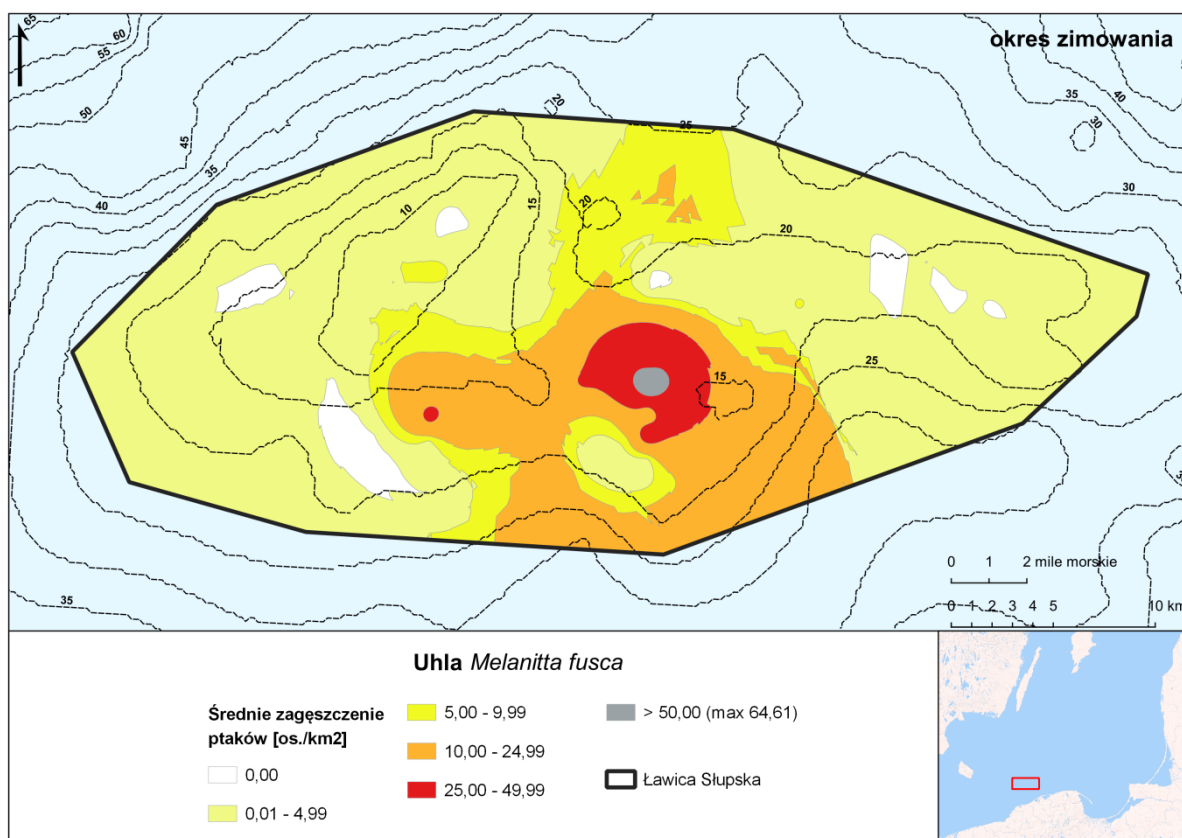 okres zimowania
65
60
55
50
45
40
35
20
25
35
40
30
30
10
15
20
20
15
25
35
0 1 2 mile morskie
0 1 2 3 4 5 10 km
Uhla Melanitta fusca
Średnie zagęszczenie
ptaków [os./km2]
0,00
0,01 - 4,99
5,00 - 9,99
10,00 - 24,99
25,00 - 49,99
> 50,00 (max 64,61)
Ławica Słupska